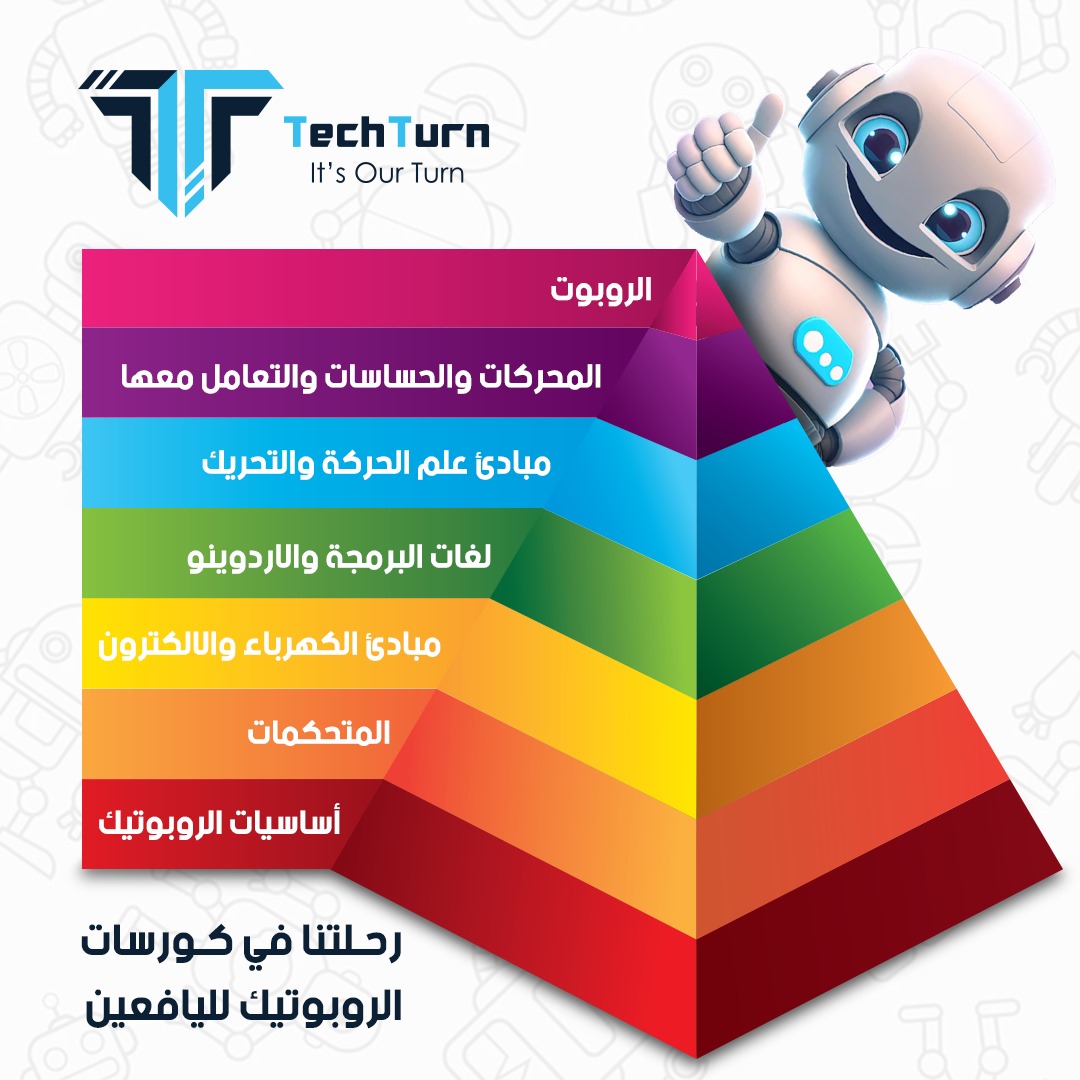 TechTurn
It's Our Turn
الروبوت
المحركات والحساسات والتعامل معها
مبادئ علم الحركة والتحريك
لغات البرمجة والاردوينو
مبادئ الكهرباء والالكترون
المتحكمات
أساسيات الروبوتيك
رحلتنا في كورسات
الروبوتيك لليافعين